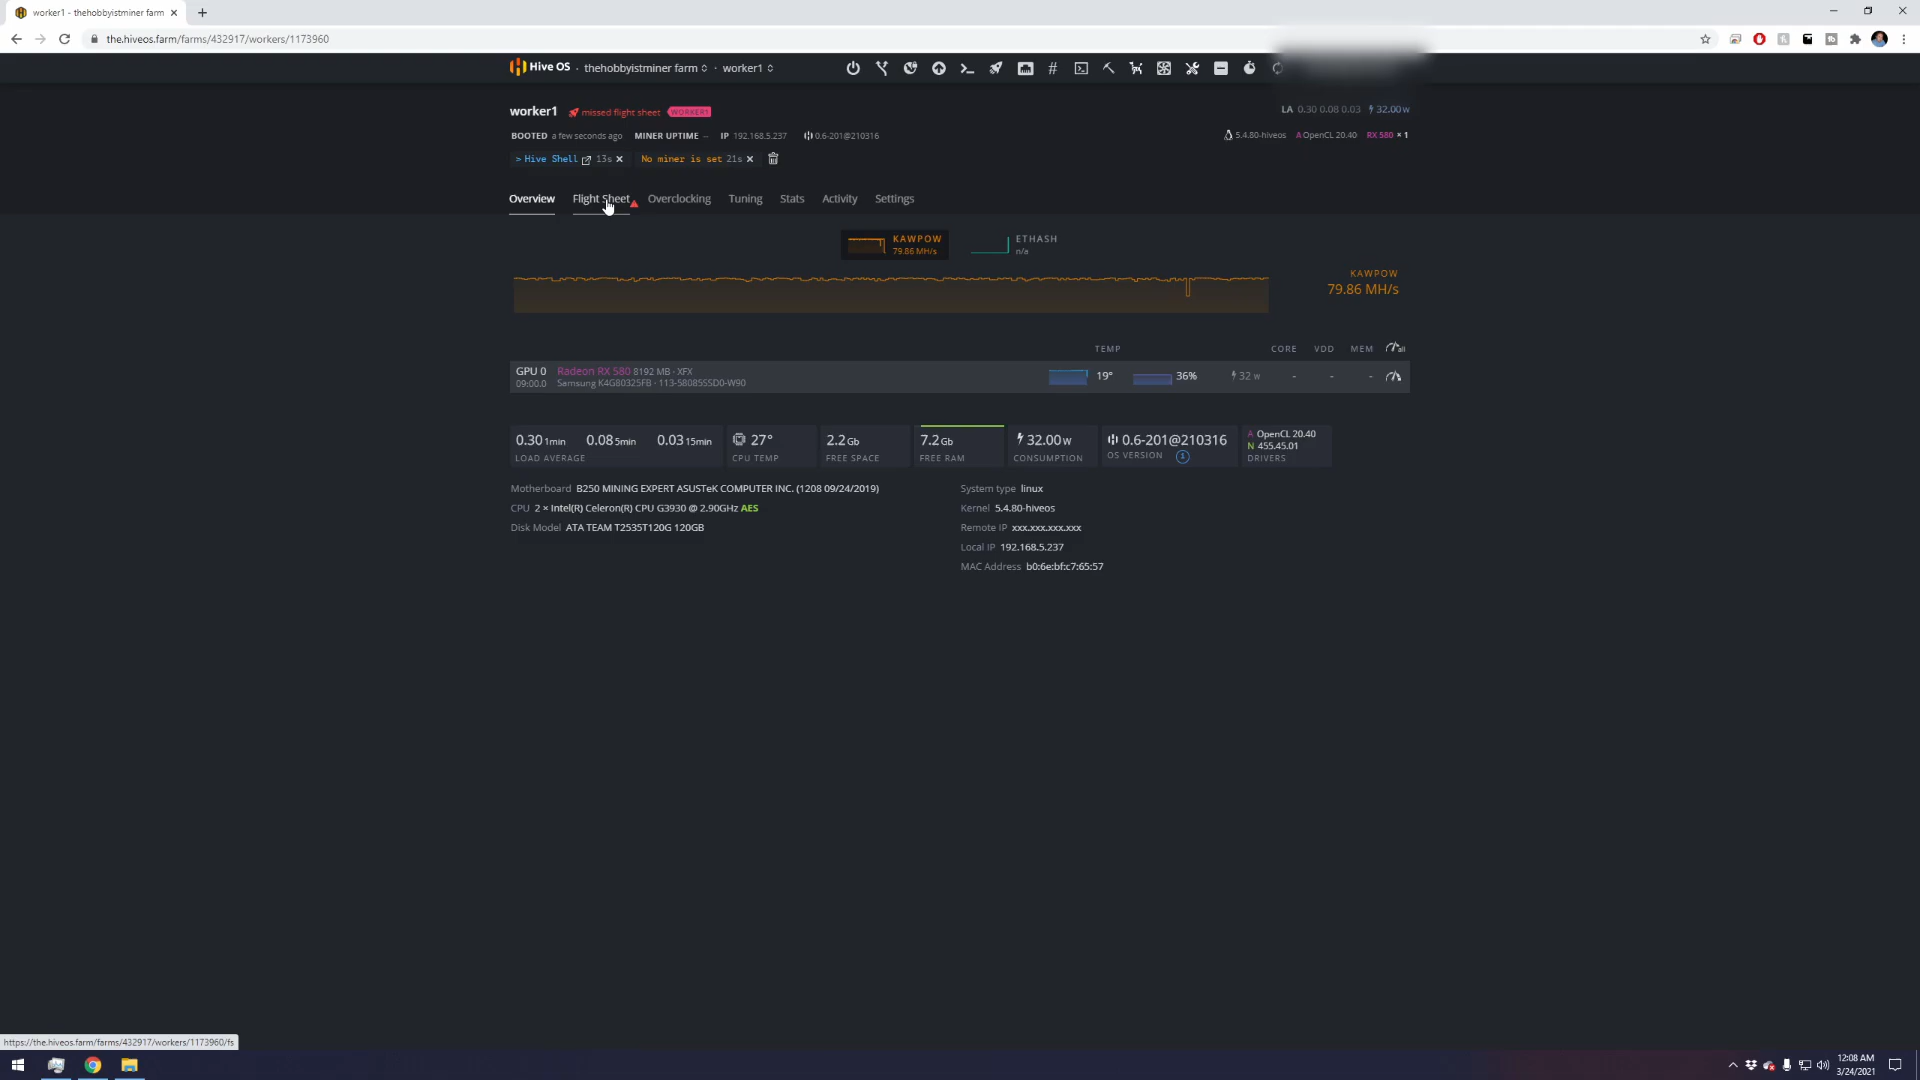 worker1 - thehobbyistminer farm
the.hiveos.farm/farms/432917/workers/1173960
Hive OS · thehobbyistminer farm · worker1
worker1 missed flight sheet WORKERS
LA 0.30 0.08 0.03 32.00 w
BOOTED a few seconds ago MINER UPTIME -- IP 192.168.5.237 0.6-201@210316
5.4.80-hiveos A OpenCL 20.40 RX 580 × 1
> Hive Shell 13s × No miner is set 21s ×
Overview Flight Sheet Overclocking Tuning Stats Activity Settings
KAWPOW
79.86 MH/s
ETHASH
n/a
KAWPOW
79.86 MH/s
TEMP CORE VDD MEM all
GPU 0 Radeon RX 580 8192 MB · XFX
09:00.0 Samsung K4G80325FB · 113-58085SSD0-W90
19° 36% 32 w - - -
0.30 1min 0.08 5min 0.03 15min
LOAD AVERAGE
27°
CPU TEMP
2.2 Gb
FREE SPACE
7.2 Gb
FREE RAM
32.00 w
CONSUMPTION
0.6-201@210316
OS VERSION 1
A OpenCL 20.40
N 455.45.01
DRIVERS
Motherboard B250 MINING EXPERT ASUSTeK COMPUTER INC. (1208 09/24/2019)
CPU 2 × Intel(R) Celeron(R) CPU G3930 @ 2.90GHz AES
Disk Model ATA TEAM T2535T120G 120GB
System type linux
Kernel 5.4.80-hiveos
Remote IP xxx.xxx.xxx.xxx
Local IP 192.168.5.237
MAC Address b0:6e:bf:c7:65:57
https://the.hiveos.farm/farms/432917/workers/1173960/fs
12:08 AM
3/24/2021